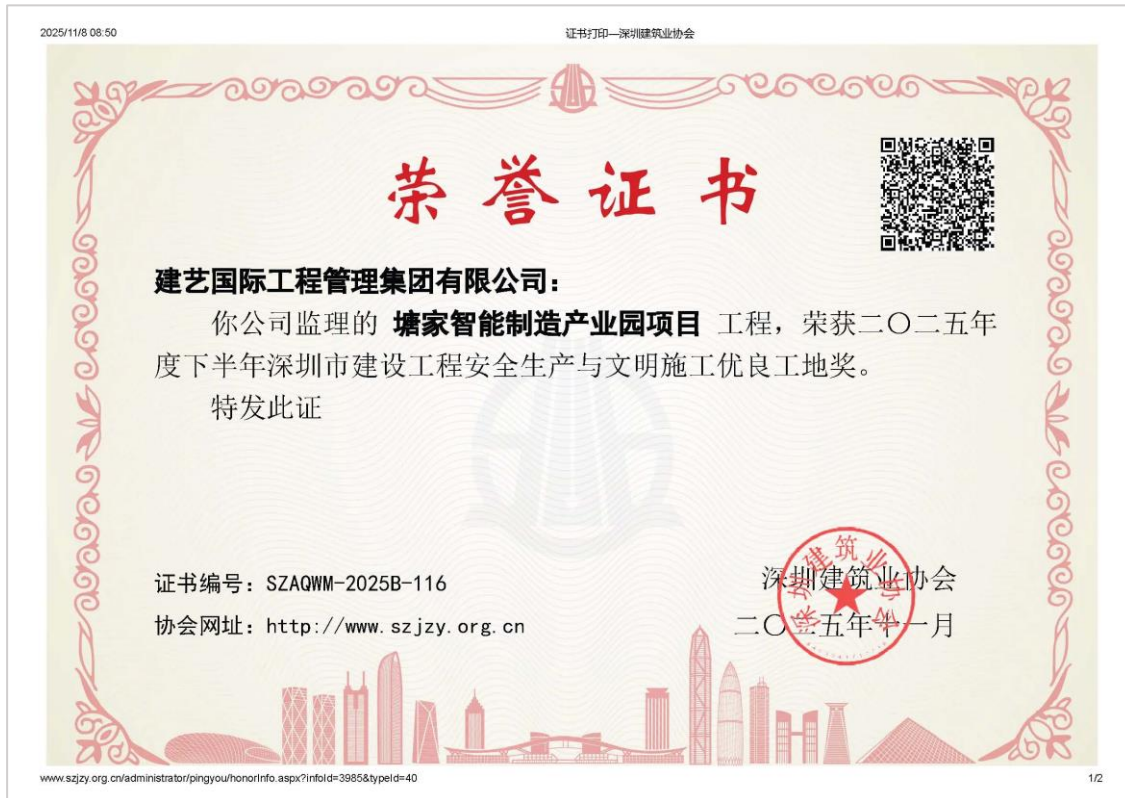 2025/11/8 08:50
证书打印—深圳建筑业协会
荣誉证书
建艺国际工程管理集团有限公司：
你公司监理的 塘家智能制造产业园项目 工程，荣获二〇二五年
度下半年深圳市建设工程安全生产与文明施工优良工地奖。
特发此证
证书编号：SZAQWM-2025B-116
深圳建筑业协会
协会网址：http://www.szjzy.org.cn
二〇二五年十一月
深圳建筑业协会
www.szjzy.org.cn/administrator/pingyou/honorInfo.aspx?infoId=3985&typeId=40
1/2